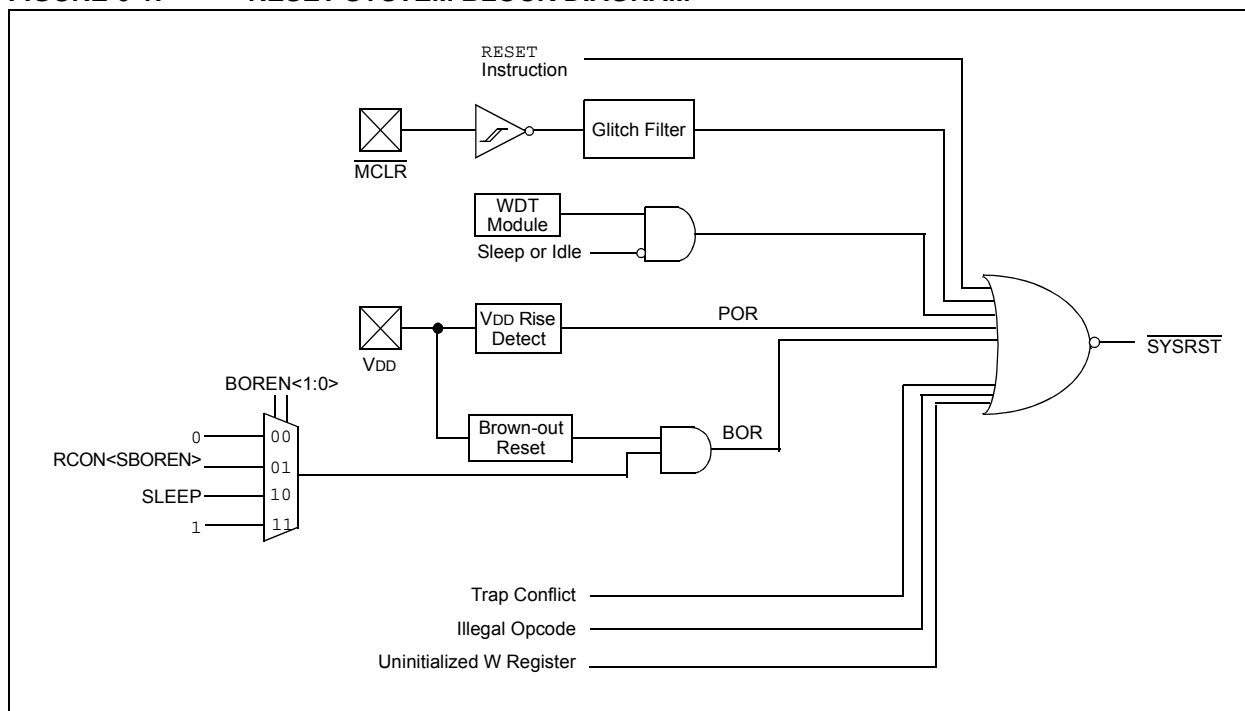 RESET
Instruction
Glitch Filter
MCLR
WDT
Module
Sleep or Idle
VDD Rise
Detect
POR
VDD
SYSRST
BOREN<1:0>
Brown-out
Reset
BOR
0
00
RCON<SBOREN>
01
SLEEP
10
1
11
Trap Conflict
Illegal Opcode
Uninitialized W Register